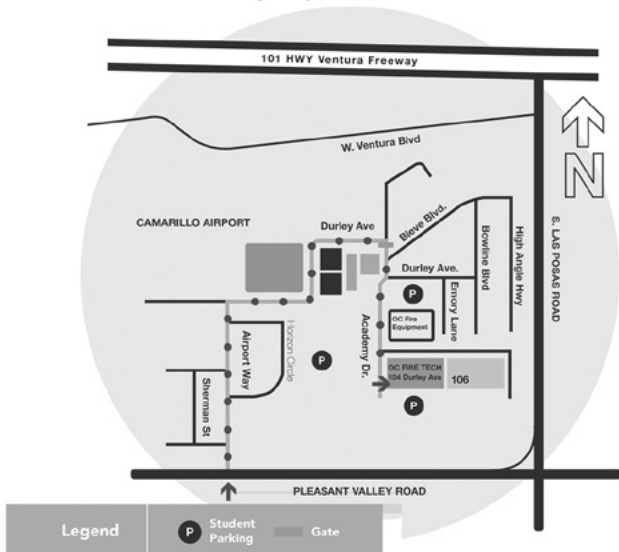 101 HWY Ventura Freeway
W. Ventura Blvd
CAMARILLO AIRPORT
Durley Ave
Bieve Blvd.
Bowline Blvd
High Angle Hwy
S. LAS POSAS ROAD
N
Durley Ave.
P
OC Fire
Equipment
Emory Lane
Academy Dr.
Airport Way
Horzon Circle
P
Sherman St
OC FIRE TECH
104 Durley Ave
106
P
PLEASANT VALLEY ROAD
Legend
P
Student
Parking
Gate